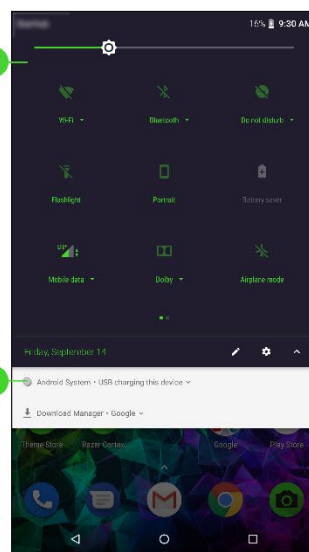 16% 9:30 AM
Wi-Fi Bluetooth Do not disturb
Flashlight Portrait Battery saver
Mobile data Dolby Airplane mode
Friday, September 14
Android System • USB charging this device
Download Manager • Google
Theme Store Razer Cortex Google Play Store